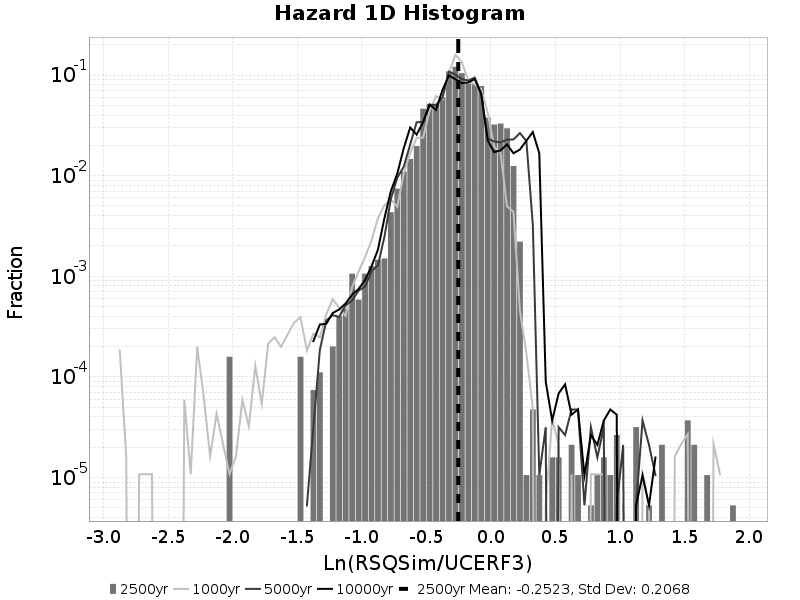 Hazard 1D Histogram
10-1
10-2
10-3
10-4
10-5
Fraction
-3.0 -2.5 -2.0 -1.5 -1.0 -0.5 0.0 0.5 1.0 1.5 2.0
Ln(RSQSim/UCERF3)
2500yr 1000yr 5000yr 10000yr 2500yr Mean: -0.2523, Std Dev: 0.2068